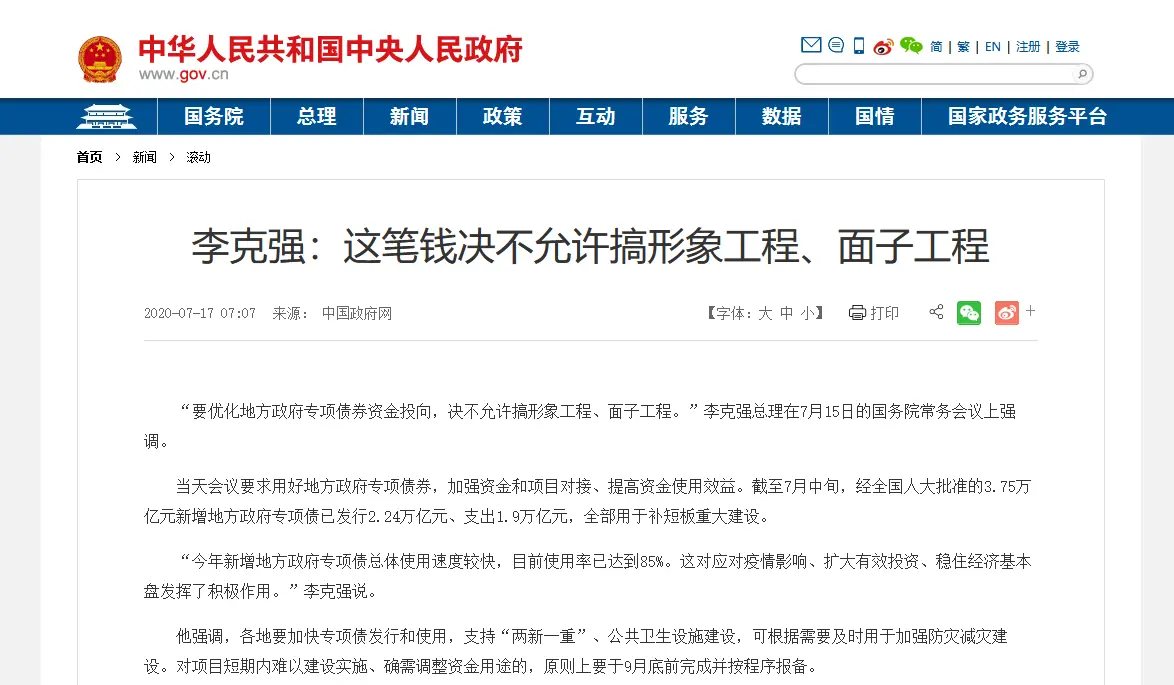 中华人民共和国中央人民政府
www.gov.cn
简 | 繁 | EN | 注册 | 登录
国务院 总理 新闻 政策 互动 服务 数据 国情 国家政务服务平台
首页 > 新闻 > 滚动
李克强：这笔钱决不允许搞形象工程、面子工程
2020-07-17 07:07 来源： 中国政府网 【字体：大 中 小】 打印 +
“要优化地方政府专项债券资金投向，决不允许搞形象工程、面子工程。”李克强总理在7月15日的国务院常务会议上强
调。
当天会议要求用好地方政府专项债券，加强资金和项目对接、提高资金使用效益。截至7月中旬，经全国人大批准的3.75万
亿元新增地方政府专项债已发行2.24万亿元、支出1.9万亿元，全部用于补短板重大建设。
“今年新增地方政府专项债总体使用速度较快，目前使用率已达到85%。这对应对疫情影响、扩大有效投资、稳住经济基本
盘发挥了积极作用。”李克强说。
他强调，各地要加快专项债发行和使用，支持“两新一重”、公共卫生设施建设，可根据需要及时用于加强防灾减灾建
设。对项目短期内难以建设实施、确需调整资金用途的，原则上要于9月底前完成并按程序报备。